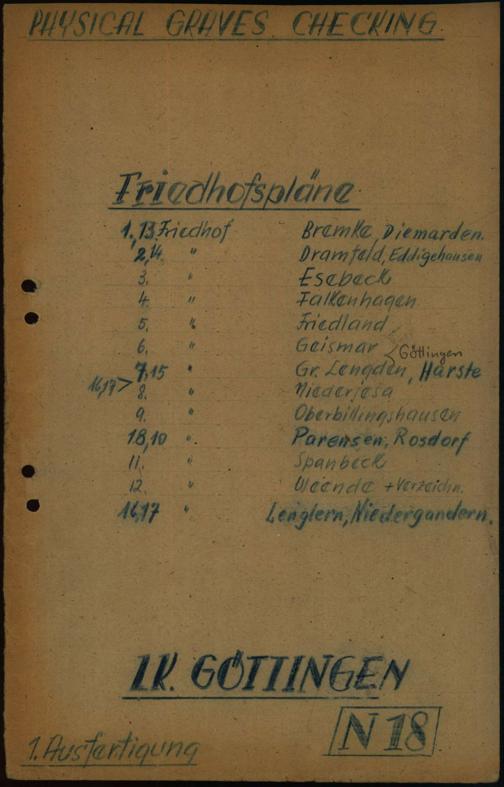 PHYSICAL GRAVES CHECKING.
Friedhofspläne
1, 13. Friedhof Bremke, Diemarden.
2, 14. " Dramfeld, Eddigehausen
3. " Esebeck
4. " Falkenhagen
5. " Friedland
6. " Geismar < Göttingen
7, 15 " Gr. Lengden, Harste
16,17 > 8. " Niederjesa
9. " Oberbillingshausen
18, 10 " Parensen, Rosdorf
11. " Spanbeck
12. " Weende + Verzeichn.
16,17 " Lenglern, Niedergandern.
LK. GÖTTINGEN
N 18
1. Ausfertigung